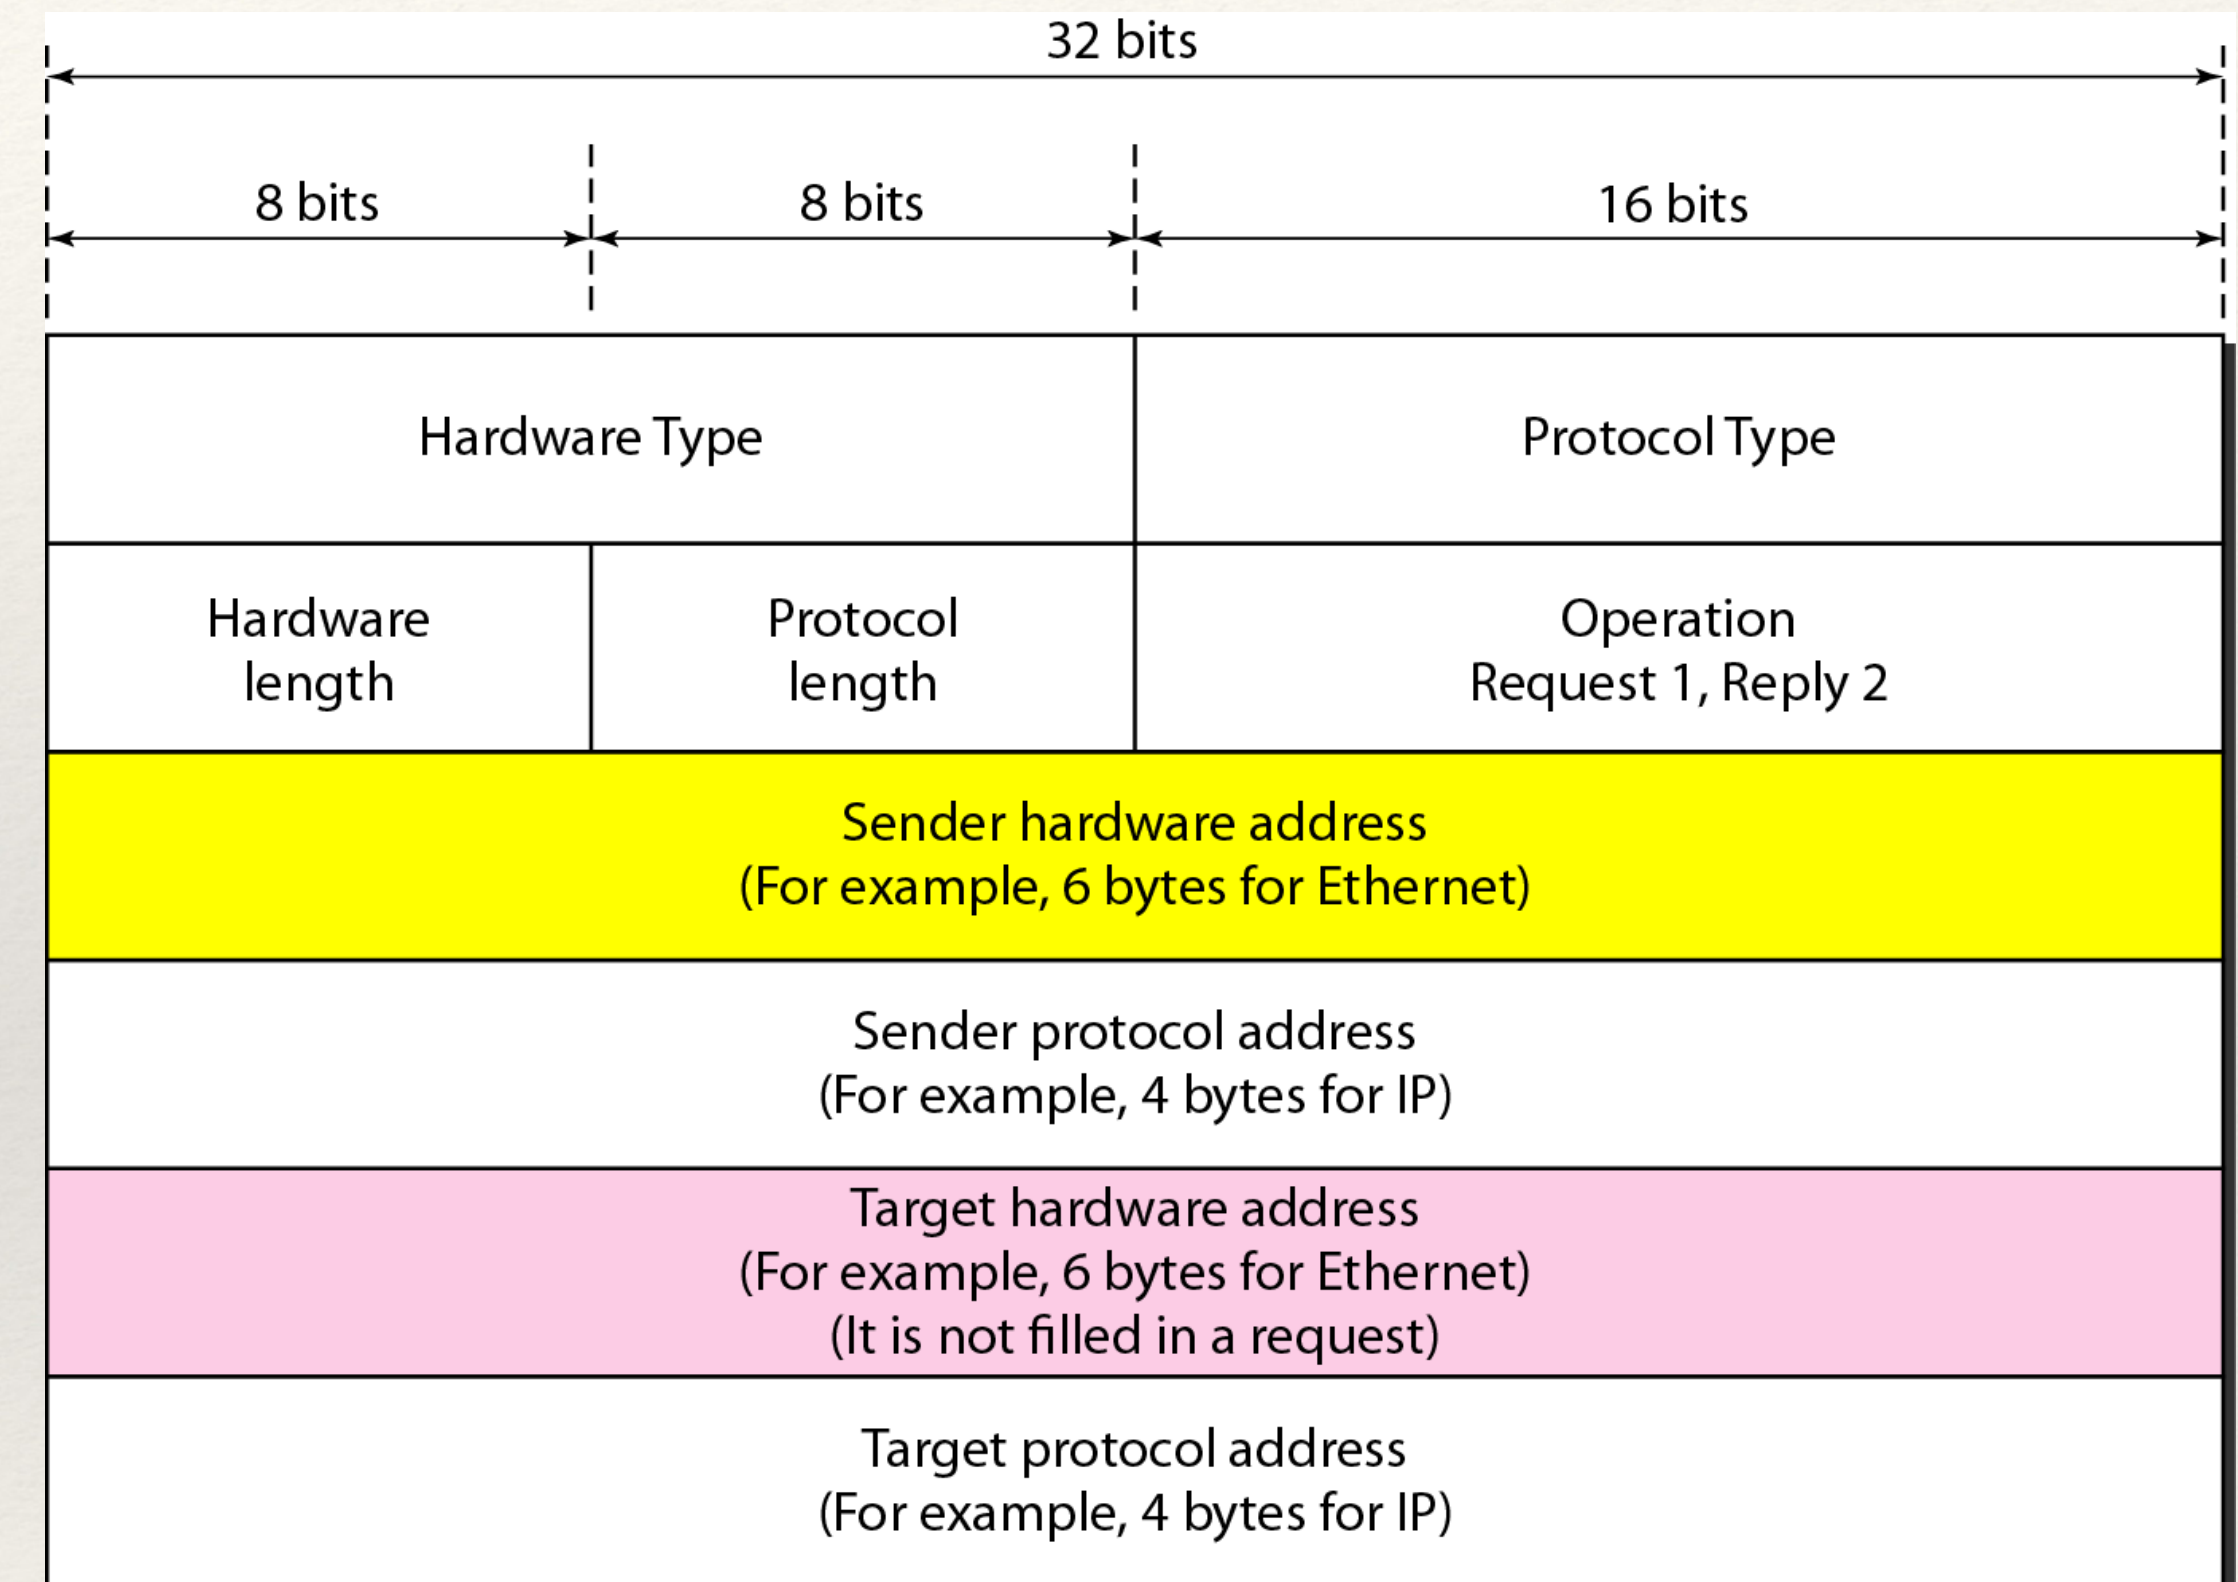 32 bits
8 bits
8 bits
16 bits
Hardware Type
Protocol Type
Hardware
length
Protocol
length
Operation
Request 1, Reply 2
Sender hardware address
(For example, 6 bytes for Ethernet)
Sender protocol address
(For example, 4 bytes for IP)
Target hardware address
(For example, 6 bytes for Ethernet)
(It is not filled in a request)
Target protocol address
(For example, 4 bytes for IP)